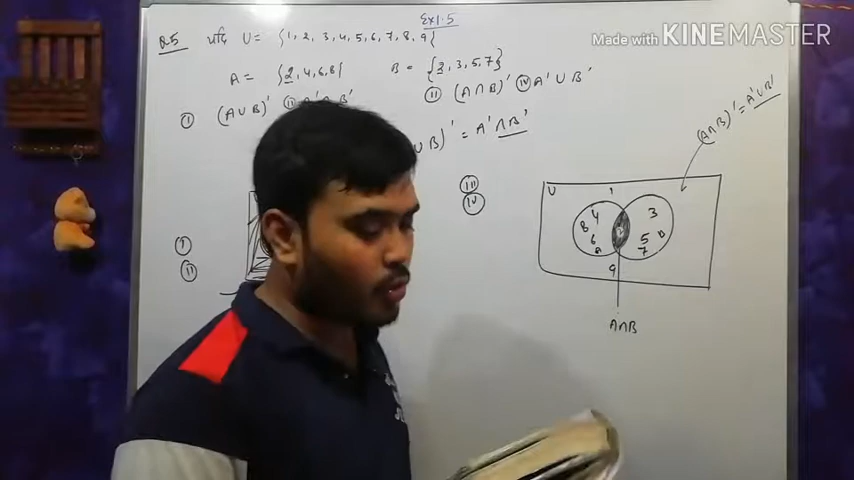 Ex 1.5
Made with KINEMASTER
Q.5 यदि U = {1, 2, 3, 4, 5, 6, 7, 8, 9}
A = {2, 4, 6, 8} B = {2, 3, 5, 7}
(i) (A∪B)' (ii) A'∩B' (iii) (A∩B)' (iv) A'∪B'
∪B)' = A'∩B'
(A∩B)' = A'∪B'
(iii)
(iv)
U 1
4 3
8 2 B
6 5
A 7
9
(i)
(ii)
A∩B